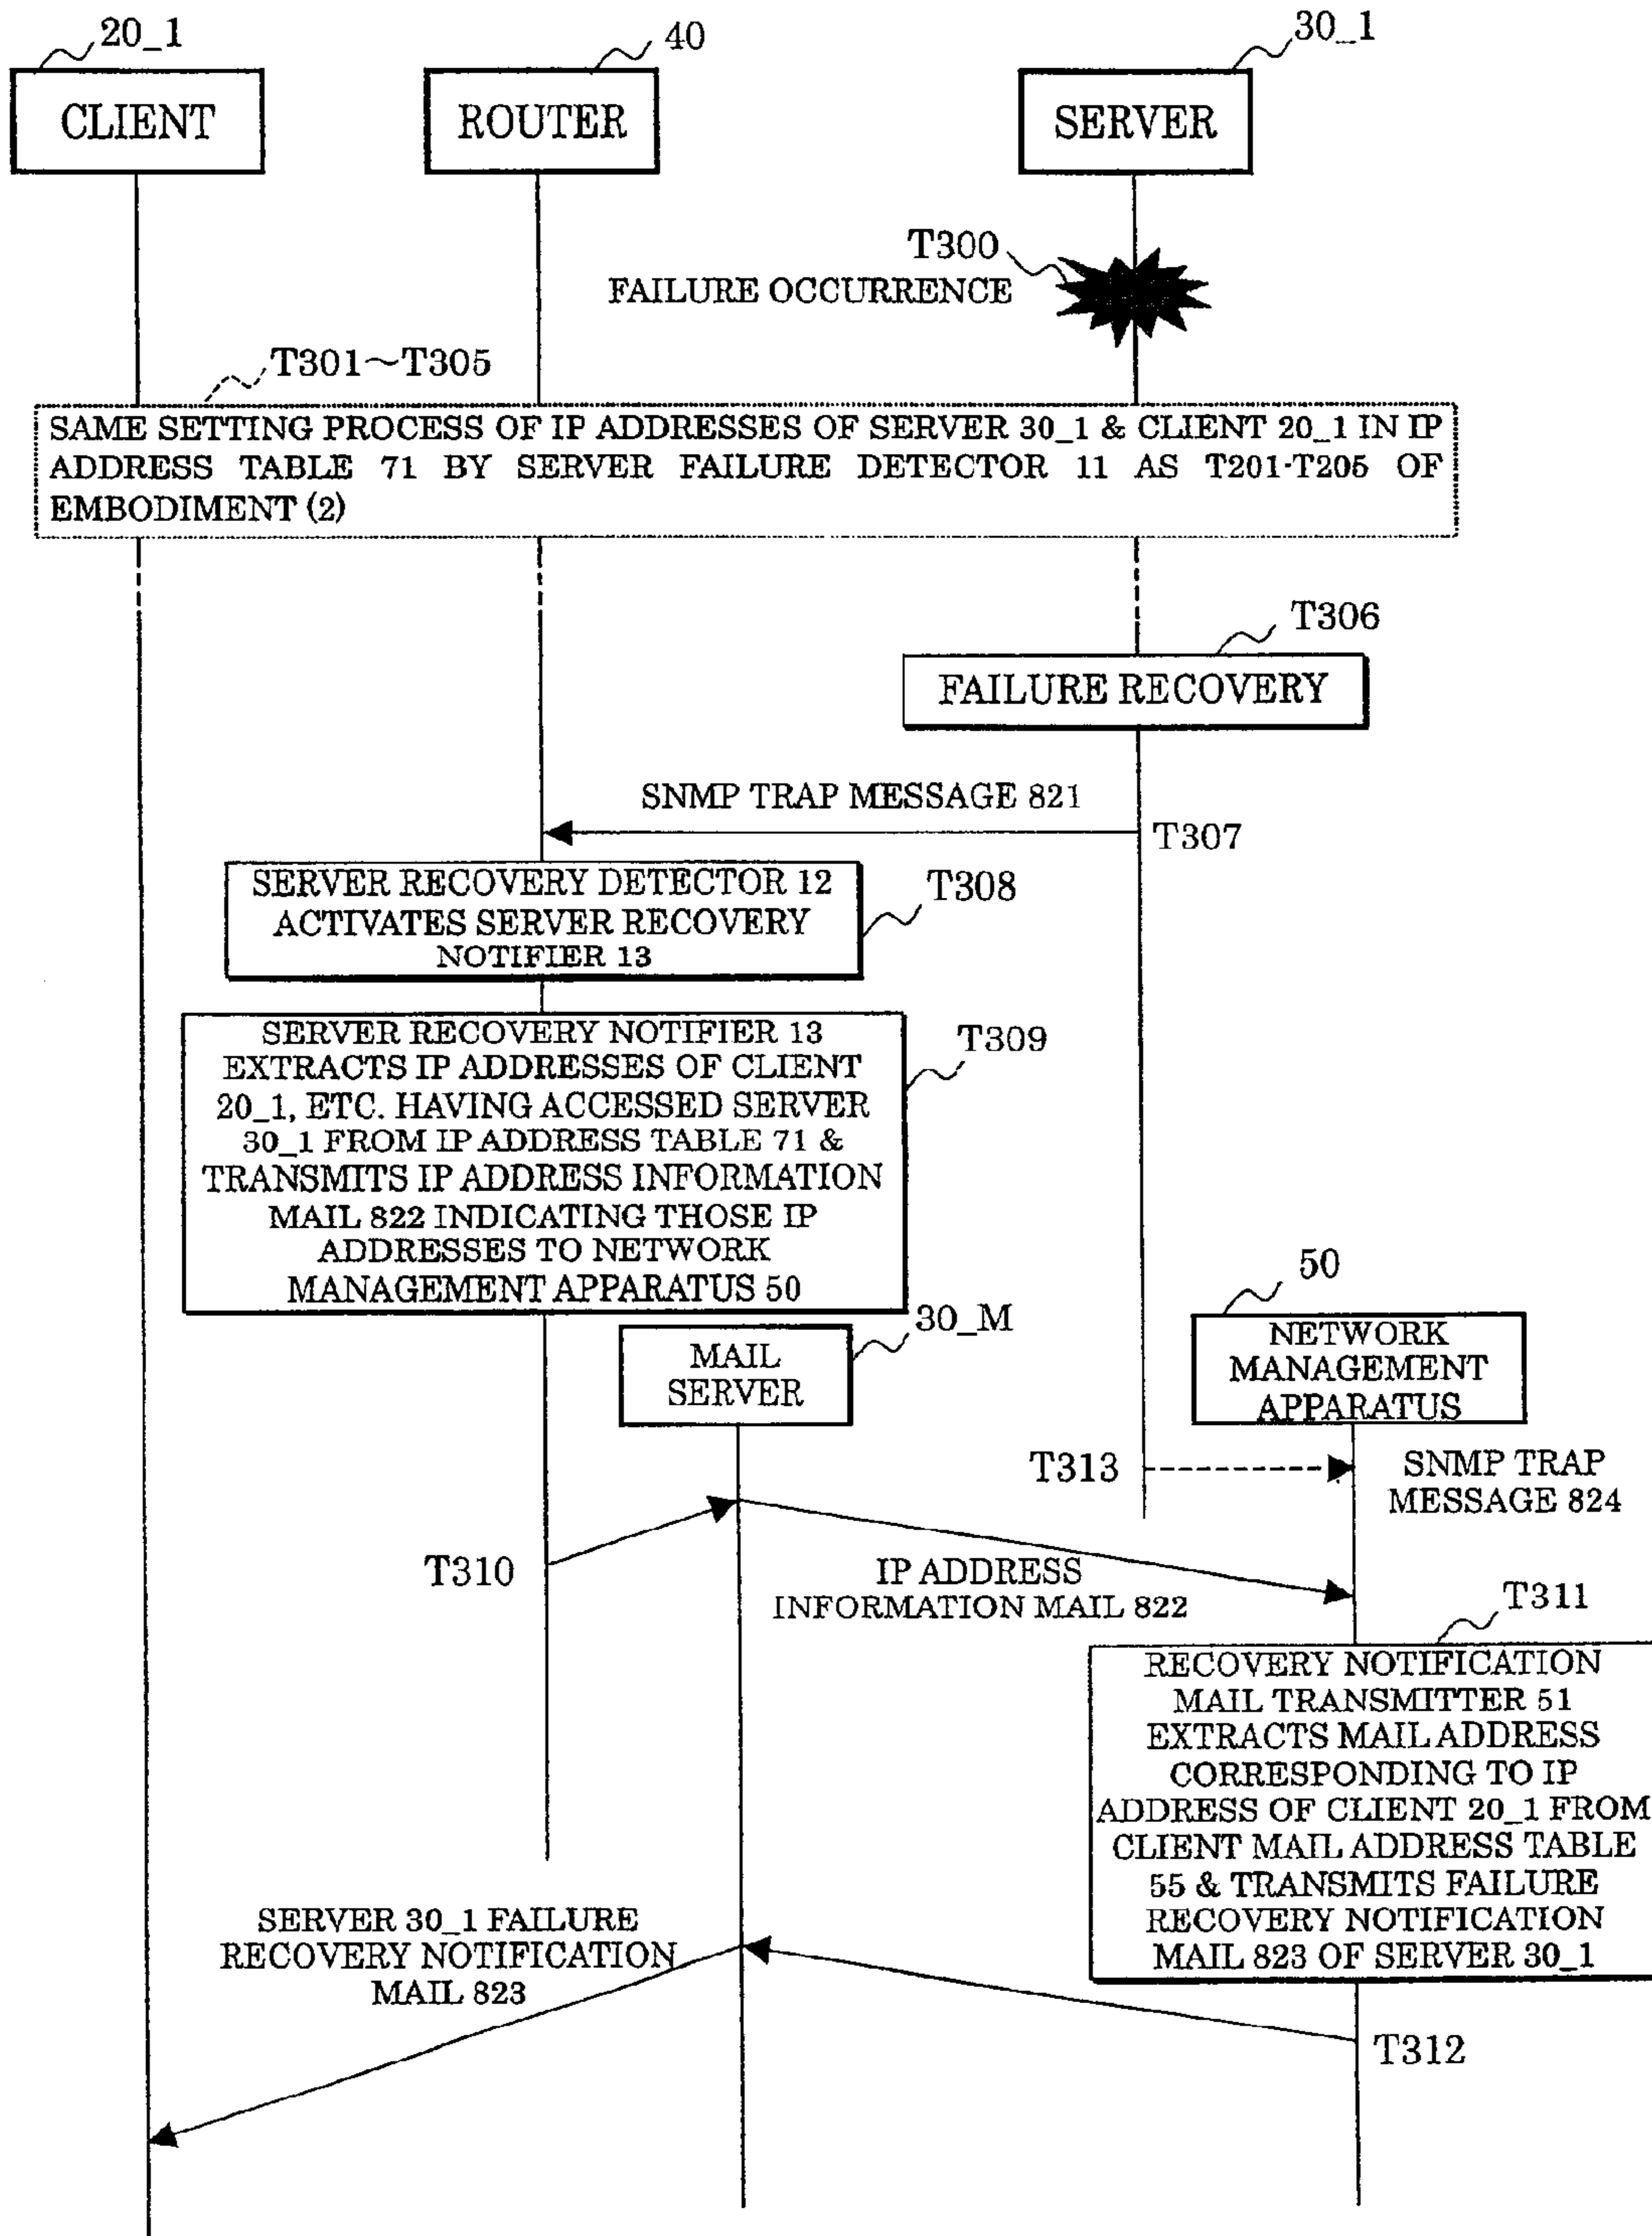 20_1
40
30_1
CLIENT
ROUTER
SERVER
T300
FAILURE OCCURRENCE
T301~T305
SAME SETTING PROCESS OF IP ADDRESSES OF SERVER 30_1 & CLIENT 20_1 IN IP
ADDRESS TABLE 71 BY SERVER FAILURE DETECTOR 11 AS T201-T205 OF
EMBODIMENT (2)
T306
FAILURE RECOVERY
SNMP TRAP MESSAGE 821
T307
SERVER RECOVERY DETECTOR 12
ACTIVATES SERVER RECOVERY
NOTIFIER 13
T308
SERVER RECOVERY NOTIFIER 13
EXTRACTS IP ADDRESSES OF CLIENT
20_1, ETC. HAVING ACCESSED SERVER
30_1 FROM IP ADDRESS TABLE 71 &
TRANSMITS IP ADDRESS INFORMATION
MAIL 822 INDICATING THOSE IP
ADDRESSES TO NETWORK
MANAGEMENT APPARATUS 50
T309
50
30_M
MAIL
SERVER
NETWORK
MANAGEMENT
APPARATUS
T313
SNMP TRAP
MESSAGE 824
T310
IP ADDRESS
INFORMATION MAIL 822
T311
RECOVERY NOTIFICATION
MAIL TRANSMITTER 51
EXTRACTS MAIL ADDRESS
CORRESPONDING TO IP
ADDRESS OF CLIENT 20_1 FROM
CLIENT MAIL ADDRESS TABLE
55 & TRANSMITS FAILURE
RECOVERY NOTIFICATION
MAIL 823 OF SERVER 30_1
SERVER 30_1 FAILURE
RECOVERY NOTIFICATION
MAIL 823
T312